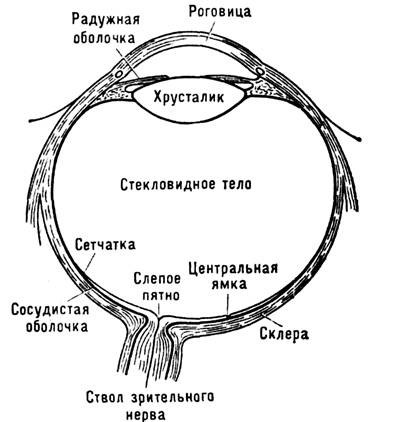 Роговица
Радужная
оболочка
Хрусталик
Стекловидное тело
Сетчатка
Слепое
пятно
Центральная
ямка
Сосудистая
оболочка
Склера
Ствол зрительного
нерва